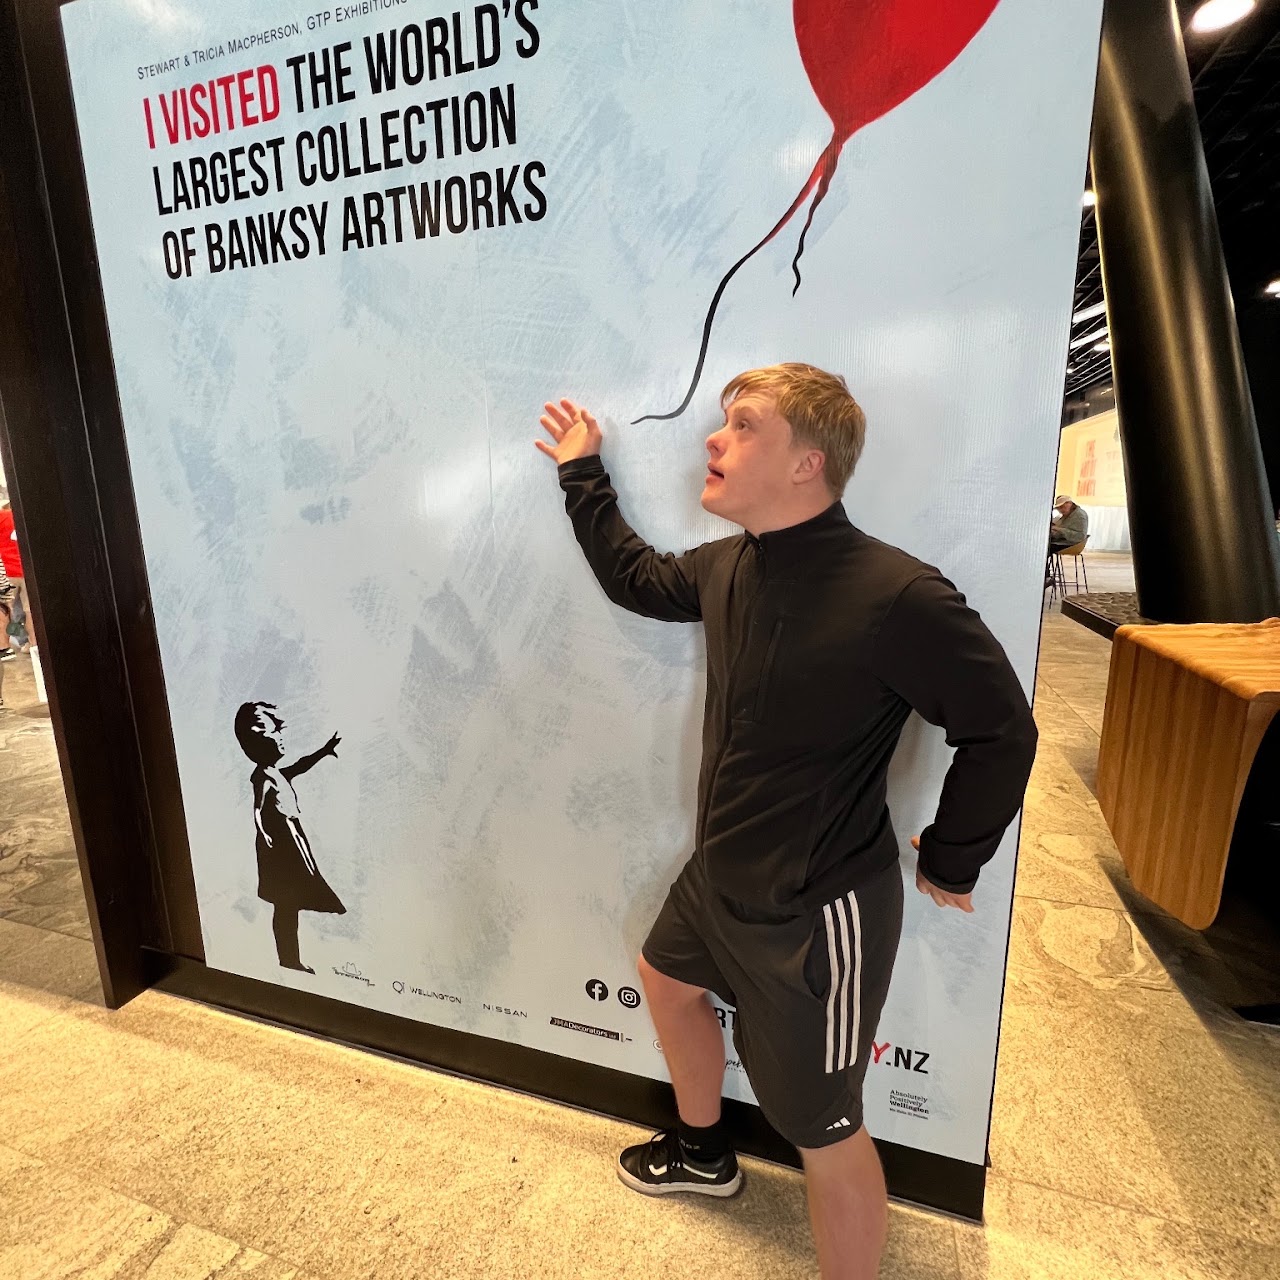 STEWART & TRICIA MACPHERSON, GTP EXHIBITIONS
I VISITED THE WORLD'S
LARGEST COLLECTION
OF BANKSY ARTWORKS
WELLINGTON
NISSAN
JMADecorators
Y.NZ
Absolutely
Positively
Wellington